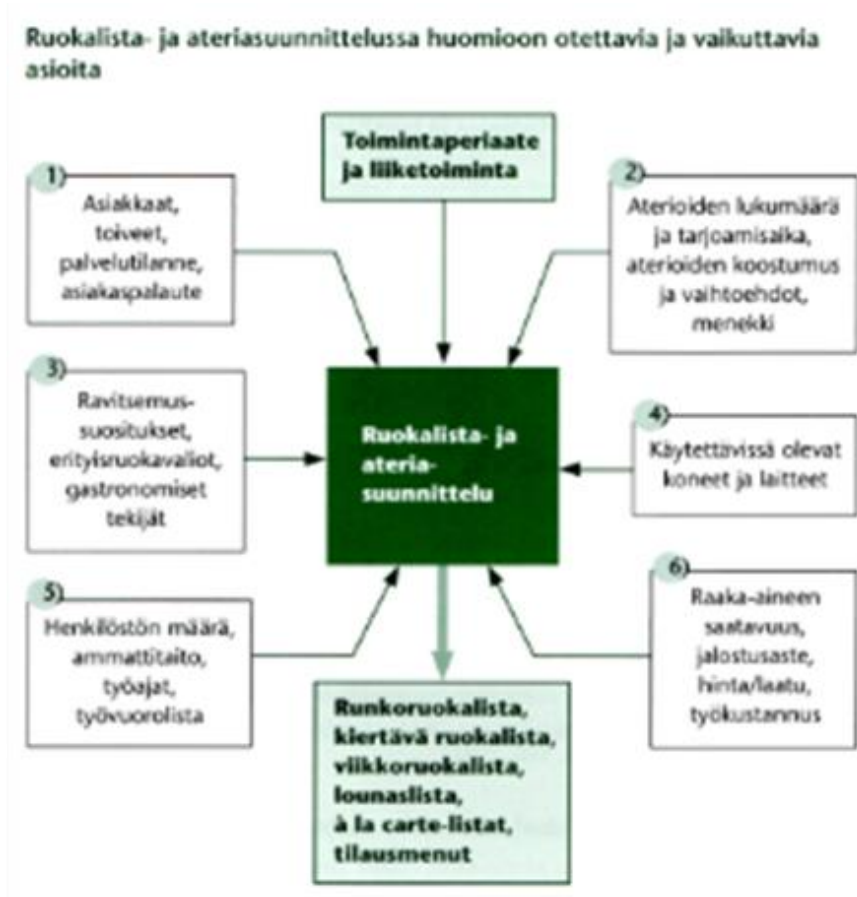 Ruokalista- ja ateriasuunnittelussa huomioon otettavia ja vaikuttavia
asioita
Toimintaperiaate
ja liiketoiminta
1)
Asiakkaat,
toiveet,
palvelutilanne,
asiakaspalaute
2)
Aterioiden lukumäärä
ja tarjoamisaika,
aterioiden koostumus
ja vaihtoehdot,
menekki
3)
Ravitsemus-
suositukset,
erityisruokavaliot,
gastronomiset
tekijät
Ruokalista- ja
ateria-
suunnittelu
4)
Käytettävissä olevat
koneet ja laitteet
5)
Henkilöstön määrä,
ammattitaito,
työajat,
työvuorolista
6)
Raaka-aineen
saatavuus,
jalostusaste,
hinta/laatu,
työkustannus
Runkoruokalista,
kiertävä ruokalista,
viikkoruokalista,
lounaslista,
à la carte-listat,
tilausmenut